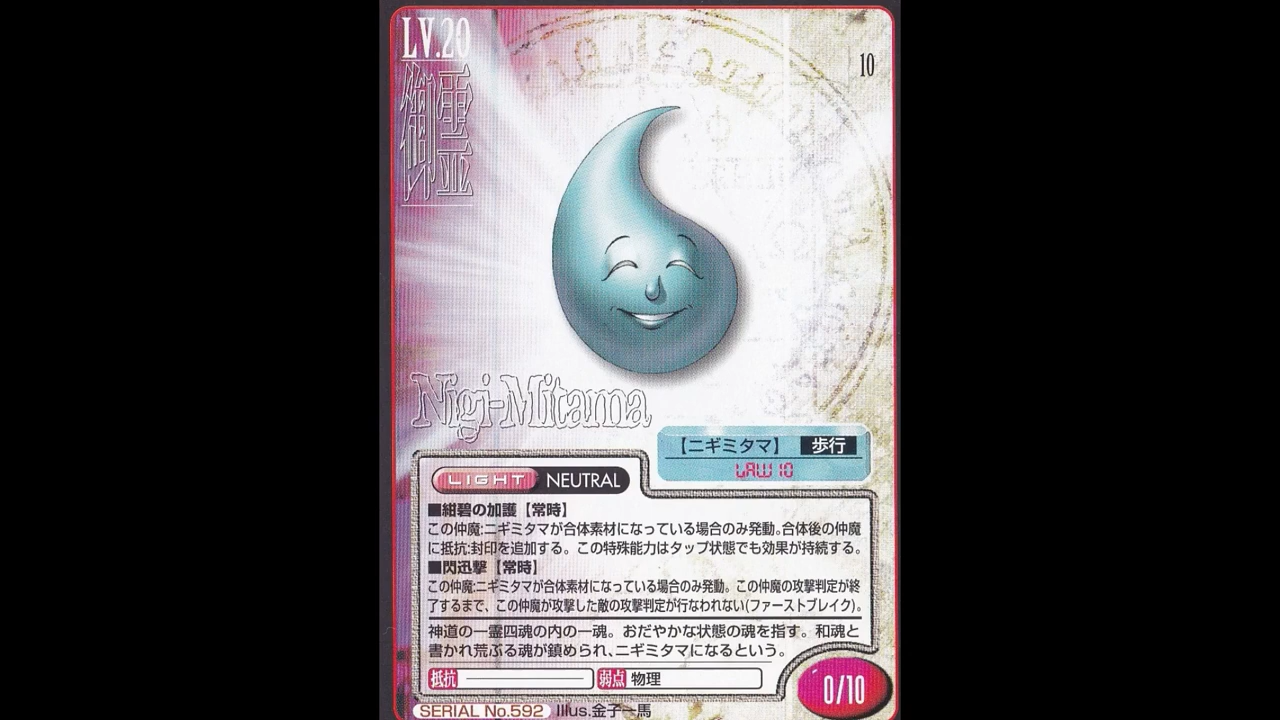 LV.20
御霊
10
Nigi-Mitama
【ニギミタマ】 歩行
LAW 10
LIGHT NEUTRAL
■紺碧の加護【常時】
この仲魔:ニギミタマが合体素材になっている場合のみ発動。合体後の仲魔
に抵抗:封印を追加する。この特殊能力はタップ状態でも効果が持続する。
■閃迅撃【常時】
この仲魔:ニギミタマが合体素材になっている場合のみ発動。この仲魔の攻撃判定が終
了するまで、この仲魔が攻撃した敵の攻撃判定が行なわれない(ファーストブレイク)。
神道の一霊四魂の内の一魂。おだやかな状態の魂を指す。和魂と
書かれ荒ぶる魂が鎮められ、ニギミタマになるという。
抵抗 ——— 弱点 物理
0/10
SERIAL No.592 Illus.金子一馬